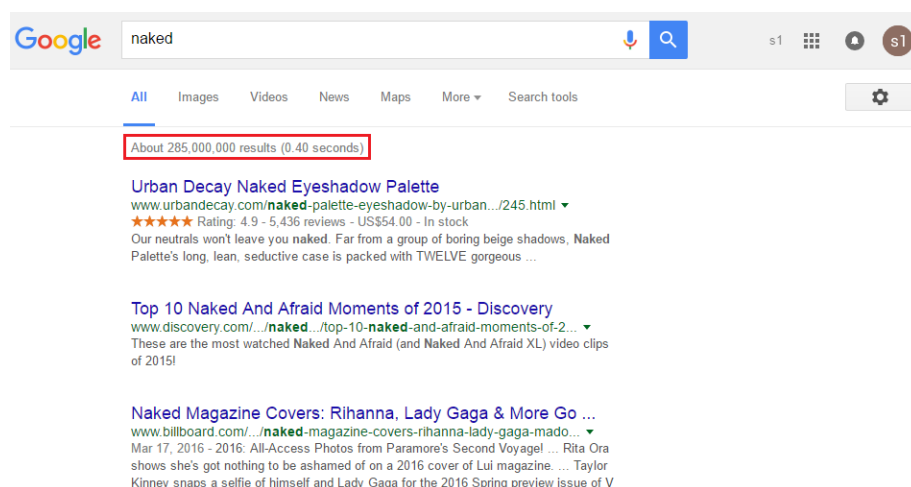 Google
naked
s1
s1
All Images Videos News Maps More Search tools
About 285,000,000 results (0.40 seconds)
Urban Decay Naked Eyeshadow Palette
www.urbandecay.com/naked-palette-eyeshadow-by-urban.../245.html
Rating: 4.9 - 5,436 reviews - US$54.00 - In stock
Our neutrals won't leave you naked. Far from a group of boring beige shadows, Naked
Palette's long, lean, seductive case is packed with TWELVE gorgeous ...
Top 10 Naked And Afraid Moments of 2015 - Discovery
www.discovery.com/.../naked.../top-10-naked-and-afraid-moments-of-2...
These are the most watched Naked And Afraid (and Naked And Afraid XL) video clips
of 2015!
Naked Magazine Covers: Rihanna, Lady Gaga & More Go ...
www.billboard.com/.../naked-magazine-covers-rihanna-lady-gaga-mado...
Mar 17, 2016 - 2016: All-Access Photos from Paramore's Second Voyage! ... Rita Ora
shows she's got nothing to be ashamed of on a 2016 cover of Lui magazine. ... Taylor
Kinney snaps a selfie of himself and Lady Gaga for the 2016 Spring preview issue of V